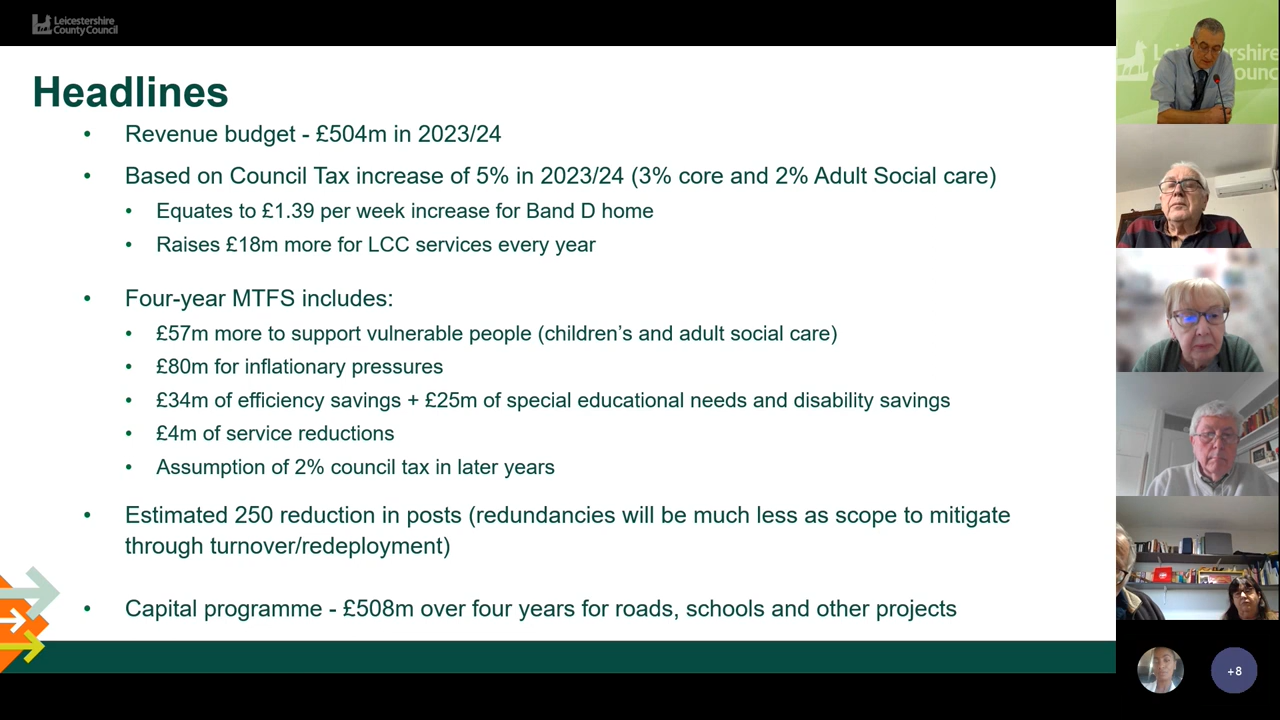 Leicestershire
County Council
Headlines
• Revenue budget - £504m in 2023/24
• Based on Council Tax increase of 5% in 2023/24 (3% core and 2% Adult Social care)
• Equates to £1.39 per week increase for Band D home
• Raises £18m more for LCC services every year
• Four-year MTFS includes:
• £57m more to support vulnerable people (children’s and adult social care)
• £80m for inflationary pressures
• £34m of efficiency savings + £25m of special educational needs and disability savings
• £4m of service reductions
• Assumption of 2% council tax in later years
• Estimated 250 reduction in posts (redundancies will be much less as scope to mitigate
through turnover/redeployment)
• Capital programme - £508m over four years for roads, schools and other projects
+8